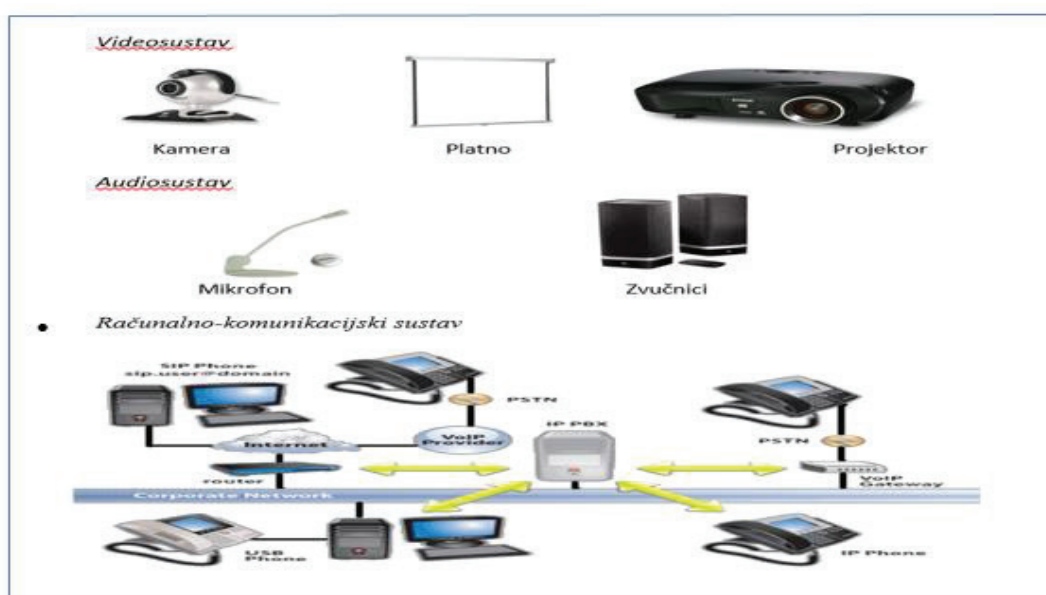 Videosustav
Kamera Platno Projektor
Audiosustav
Mikrofon Zvučnici
• Računalno-komunikacijski sustav
SIP Phone
sip.user@domain
PSTN
IP PBX
Internet
VoIP
Provider
PSTN
router
VoIP
Gateway
Corporate Network
USB
Phone
IP Phone